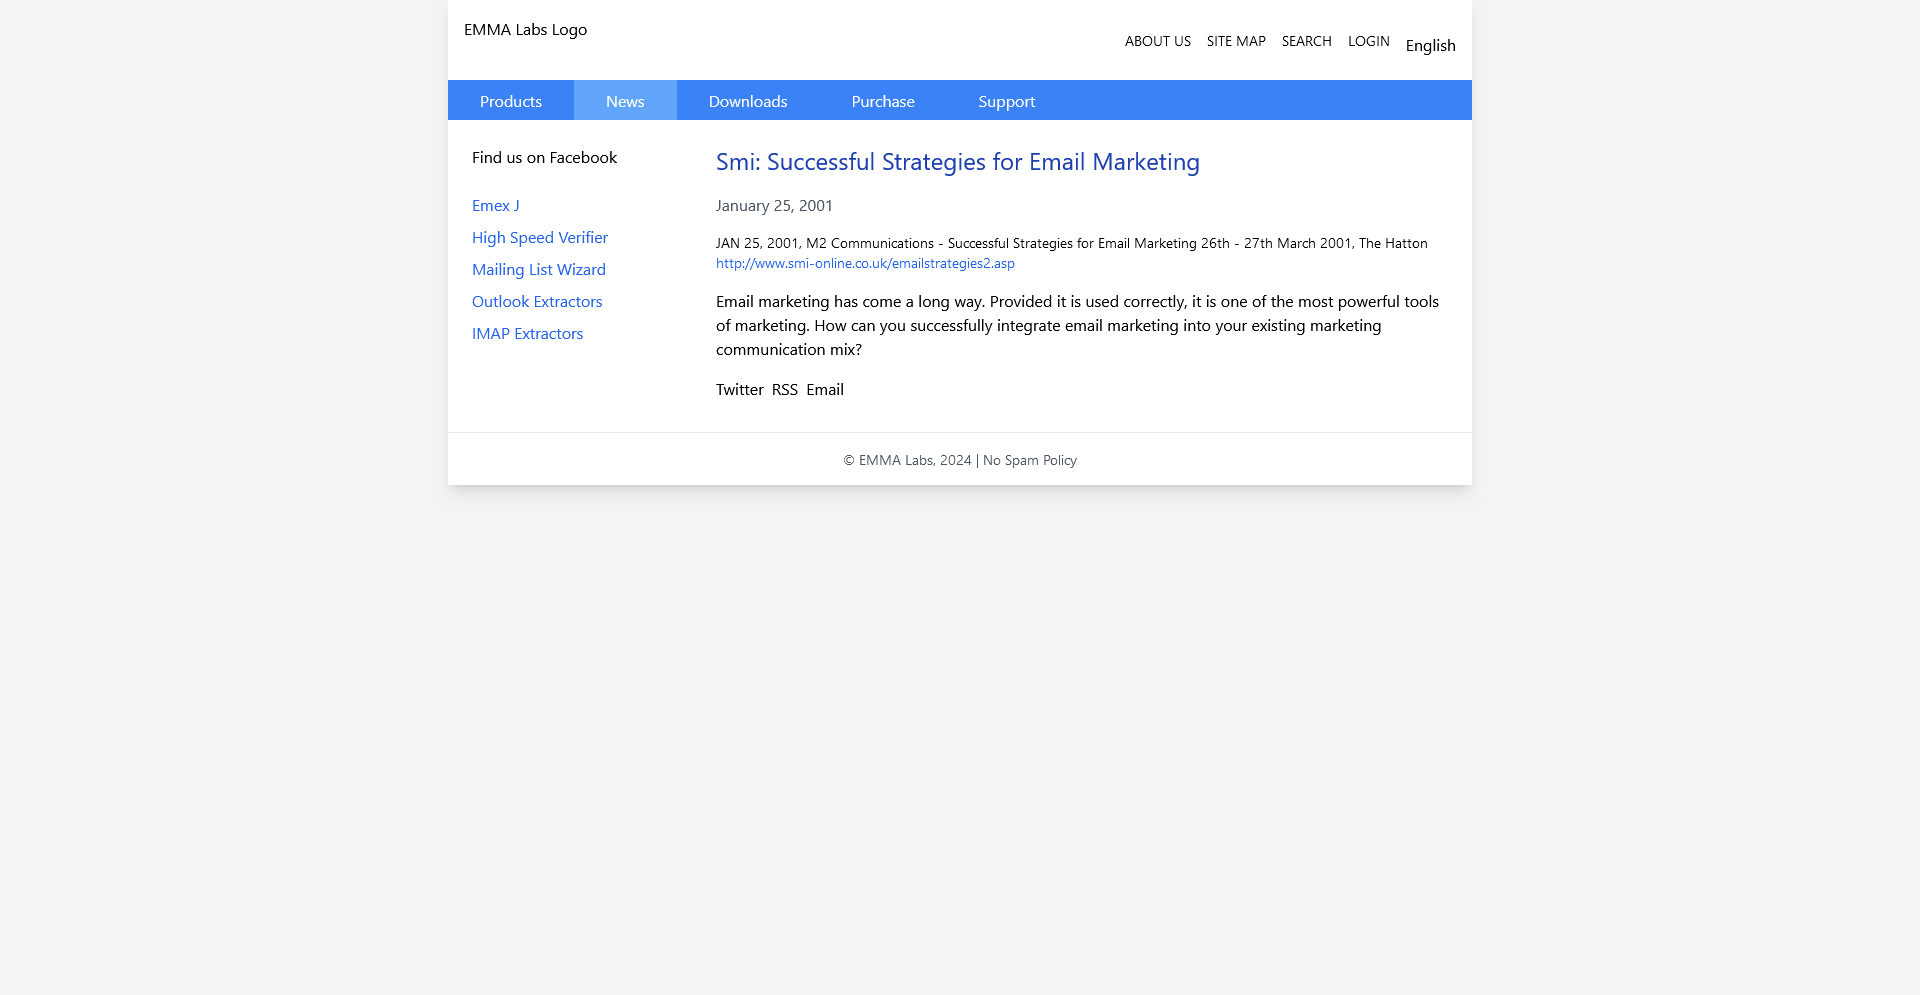 EMMA Labs Logo
ABOUT US SITE MAP SEARCH LOGIN English
Products News Downloads Purchase Support
Find us on Facebook
Emex J
High Speed Verifier
Mailing List Wizard
Outlook Extractors
IMAP Extractors
Smi: Successful Strategies for Email Marketing
January 25, 2001
JAN 25, 2001, M2 Communications - Successful Strategies for Email Marketing 26th - 27th March 2001, The Hatton
http://www.smi-online.co.uk/emailstrategies2.asp
Email marketing has come a long way. Provided it is used correctly, it is one of the most powerful tools
of marketing. How can you successfully integrate email marketing into your existing marketing
communication mix?
Twitter RSS Email
© EMMA Labs, 2024 | No Spam Policy